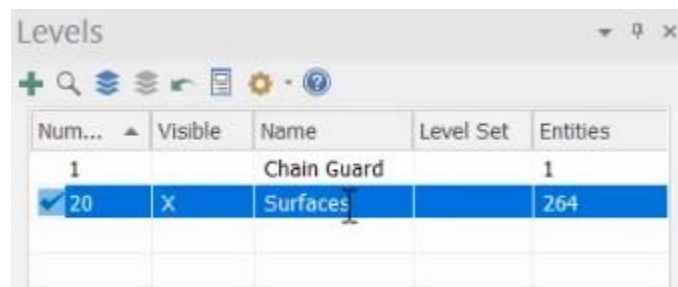 Levels
Num... Visible Name Level Set Entities
1 Chain Guard 1
20 X Surfaces 264